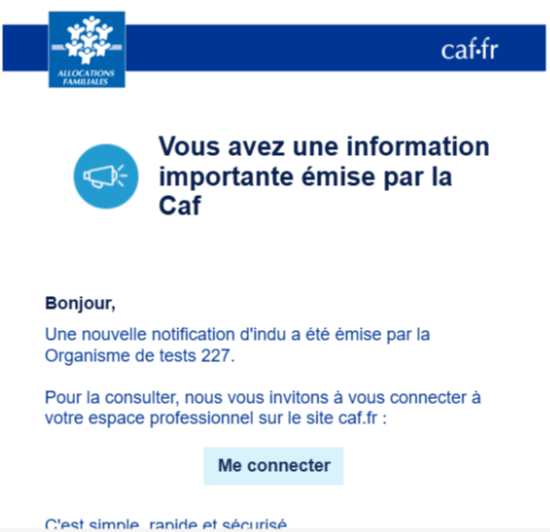 caf.fr
ALLOCATIONS
FAMILIALES
Vous avez une information
importante émise par la
Caf
Bonjour,
Une nouvelle notification d'indu a été émise par la
Organisme de tests 227.
Pour la consulter, nous vous invitons à vous connecter à
votre espace professionnel sur le site caf.fr :
Me connecter
C'est simple, rapide et sécurisé